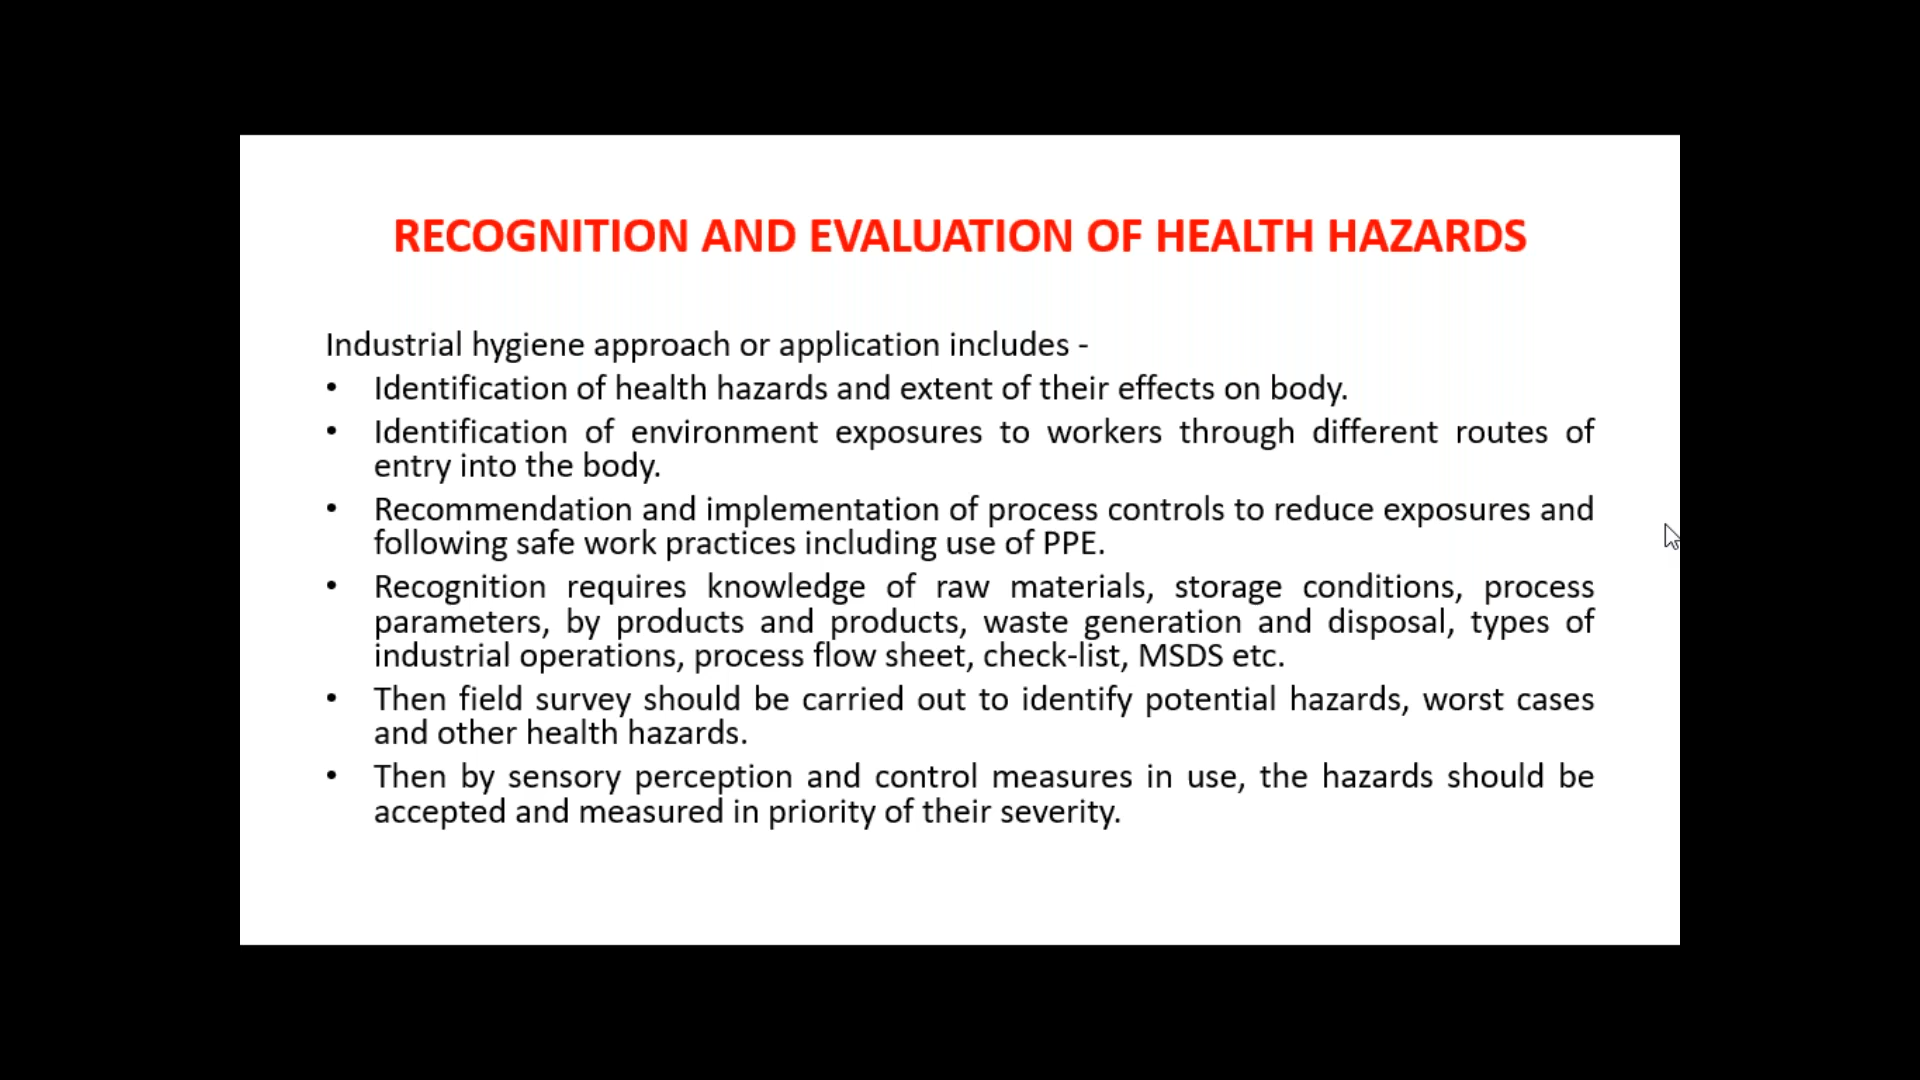 RECOGNITION AND EVALUATION OF HEALTH HAZARDS
Industrial hygiene approach or application includes -
• Identification of health hazards and extent of their effects on body.
• Identification of environment exposures to workers through different routes of
entry into the body.
• Recommendation and implementation of process controls to reduce exposures and
following safe work practices including use of PPE.
• Recognition requires knowledge of raw materials, storage conditions, process
parameters, by products and products, waste generation and disposal, types of
industrial operations, process flow sheet, check-list, MSDS etc.
• Then field survey should be carried out to identify potential hazards, worst cases
and other health hazards.
• Then by sensory perception and control measures in use, the hazards should be
accepted and measured in priority of their severity.